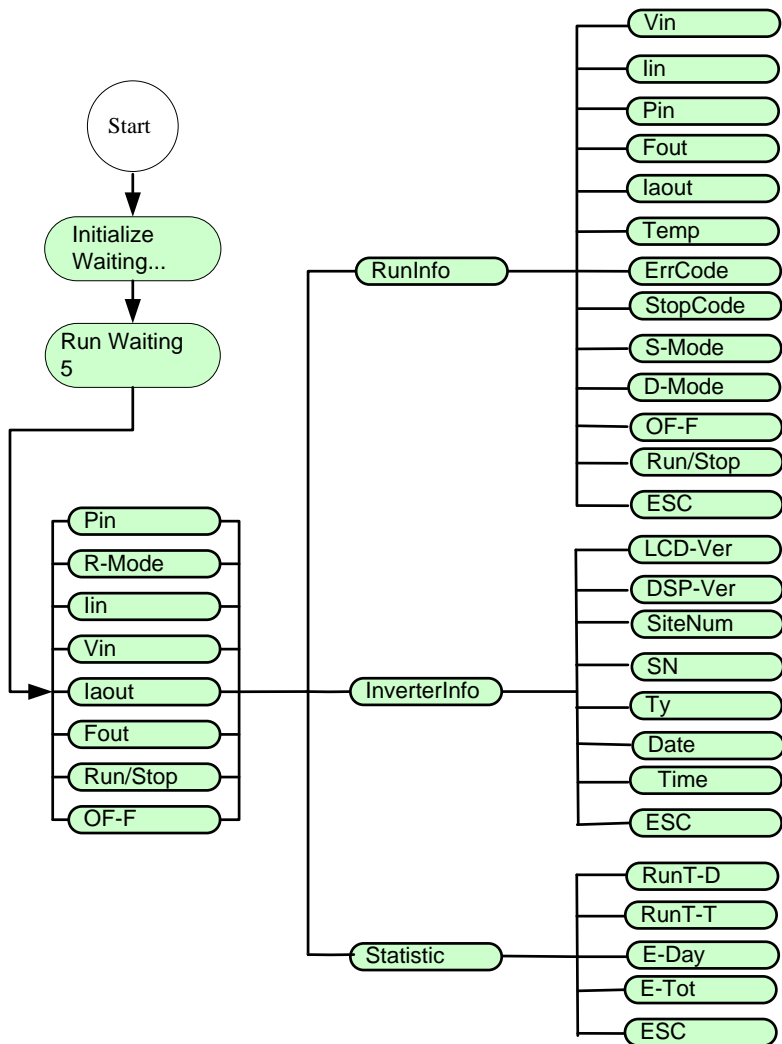 Start
Initialize
Waiting...
Run Waiting
5
Pin
R-Mode
Iin
Vin
Iaout
Fout
Run/Stop
OF-F
RunInfo
InverterInfo
Statistic
Vin
Iin
Pin
Fout
Iaout
Temp
ErrCode
StopCode
S-Mode
D-Mode
OF-F
Run/Stop
ESC
LCD-Ver
DSP-Ver
SiteNum
SN
Ty
Date
Time
ESC
RunT-D
RunT-T
E-Day
E-Tot
ESC